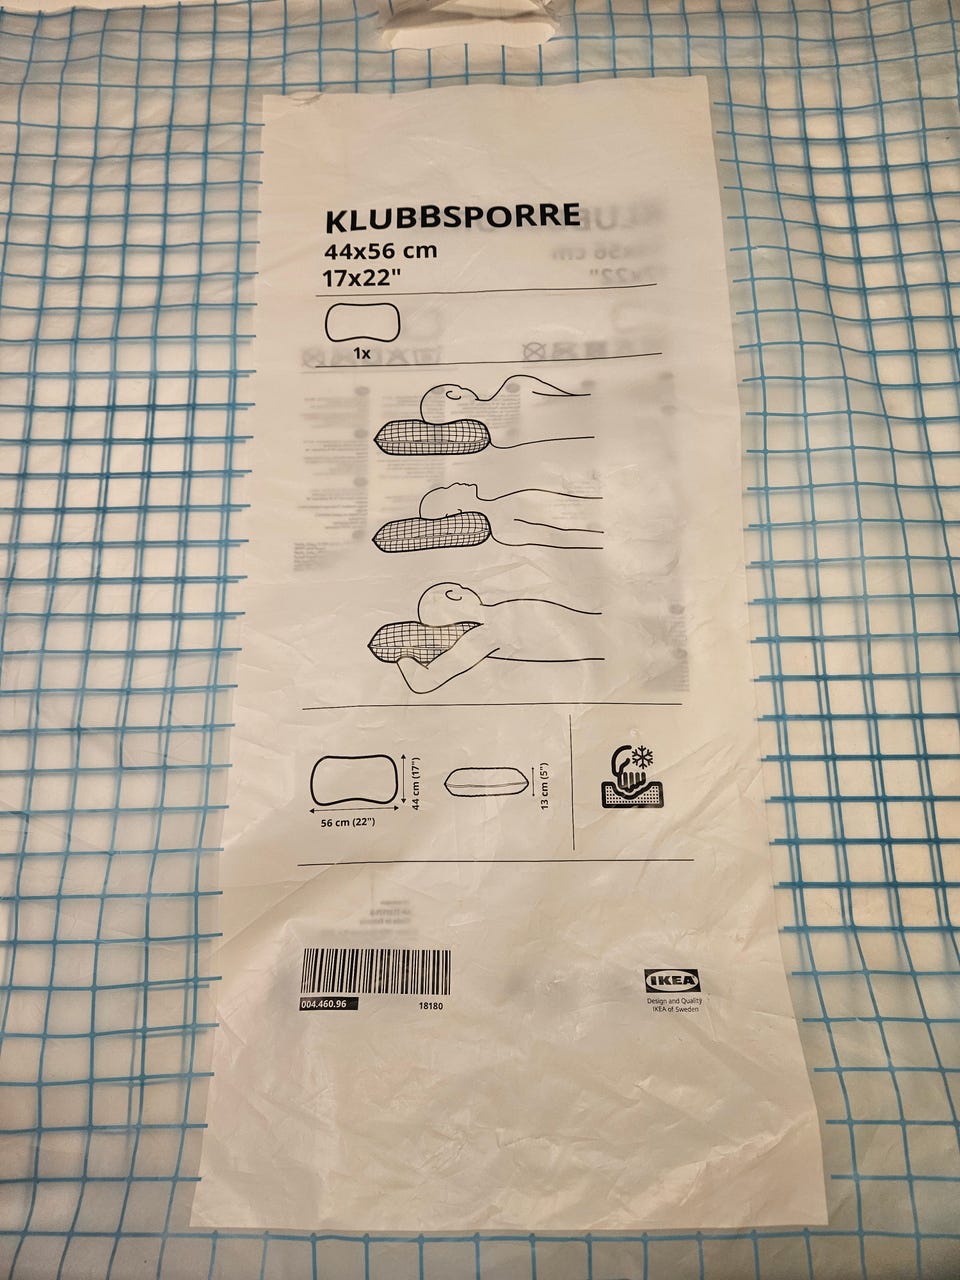 KLUBBSPORRE
44x56 cm
17x22"
1x
44 cm (17")
56 cm (22")
13 cm (5")
004.460.96
18180
IKEA
Design and Quality
IKEA of Sweden